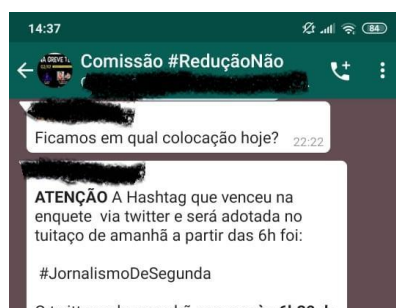 14:37
84
Comissão #ReduçãoNão
Ficamos em qual colocação hoje? 22:22
ATENÇÃO A Hashtag que venceu na
enquete via twitter e será adotada no
tuitaço de amanhã a partir das 6h foi:
#JornalismoDeSegunda